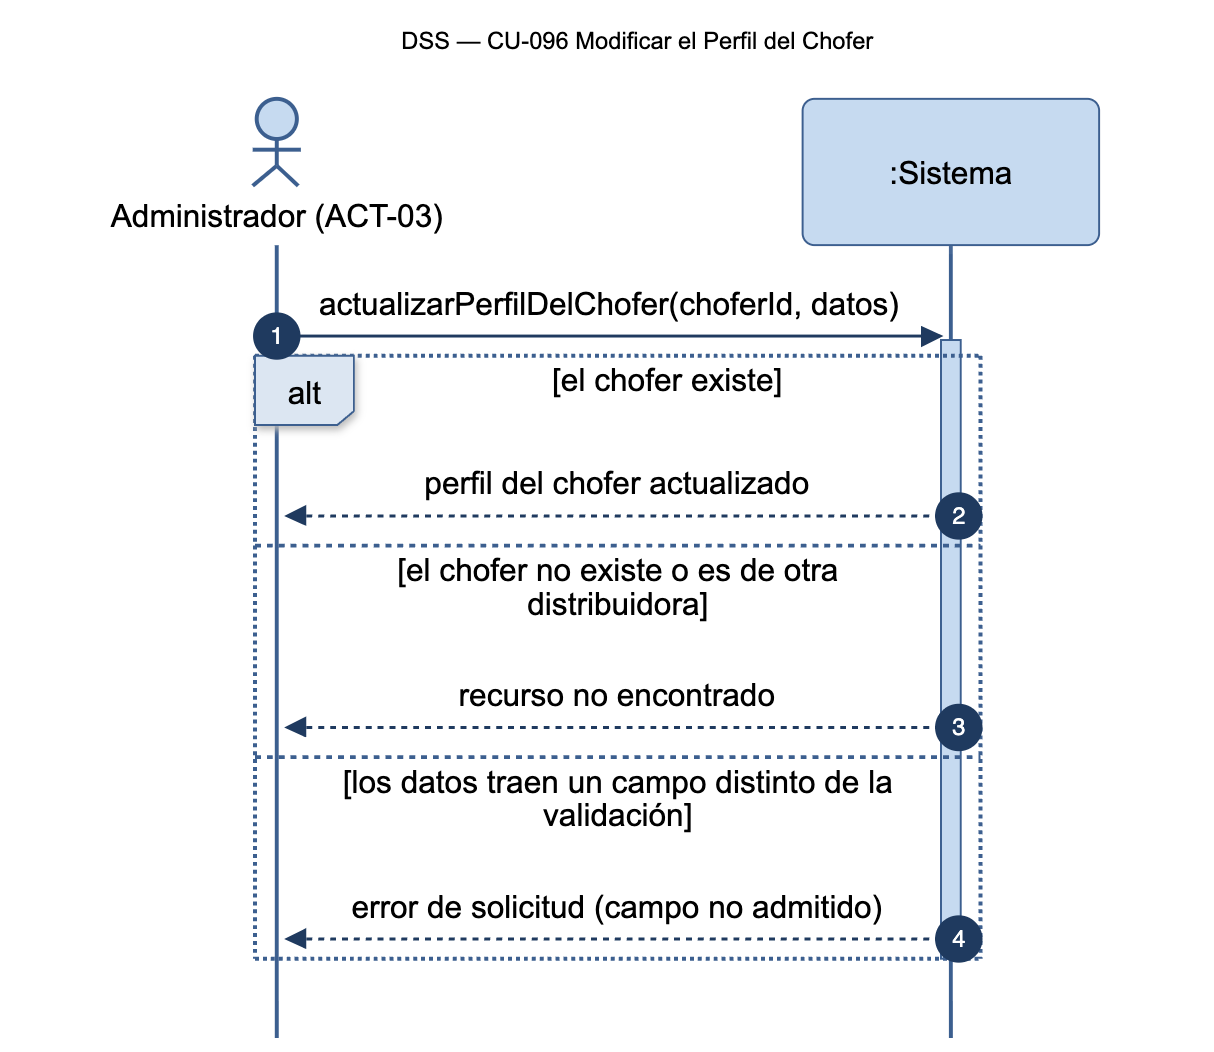 DSS — CU-096 Modificar el Perfil del Chofer
Administrador (ACT-03)
:Sistema
actualizarPerfilDelChofer(choferId, datos)
1
alt
[el chofer existe]
perfil del chofer actualizado
2
[el chofer no existe o es de otra
distribuidora]
recurso no encontrado
3
[los datos traen un campo distinto de la
validación]
error de solicitud (campo no admitido)
4